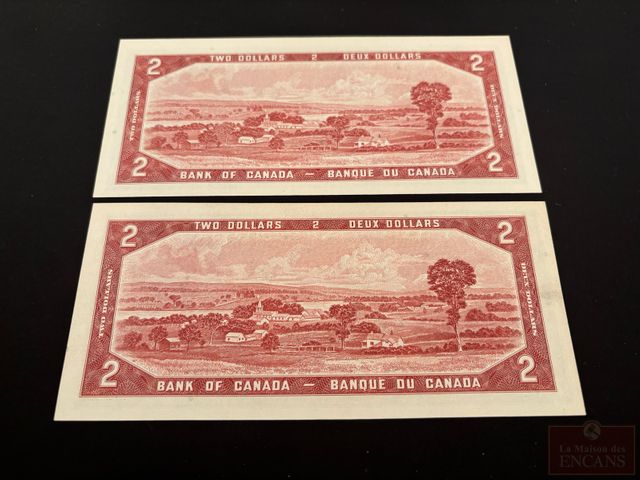 2 TWO DOLLARS 2 DEUX DOLLARS 2
TWO DOLLARS
DEUX DOLLARS
2 BANK OF CANADA — BANQUE DU CANADA 2
2 TWO DOLLARS 2 DEUX DOLLARS 2
TWO DOLLARS
DEUX DOLLARS
2 BANK OF CANADA — BANQUE DU CANADA 2
La Maison des
ENCANS